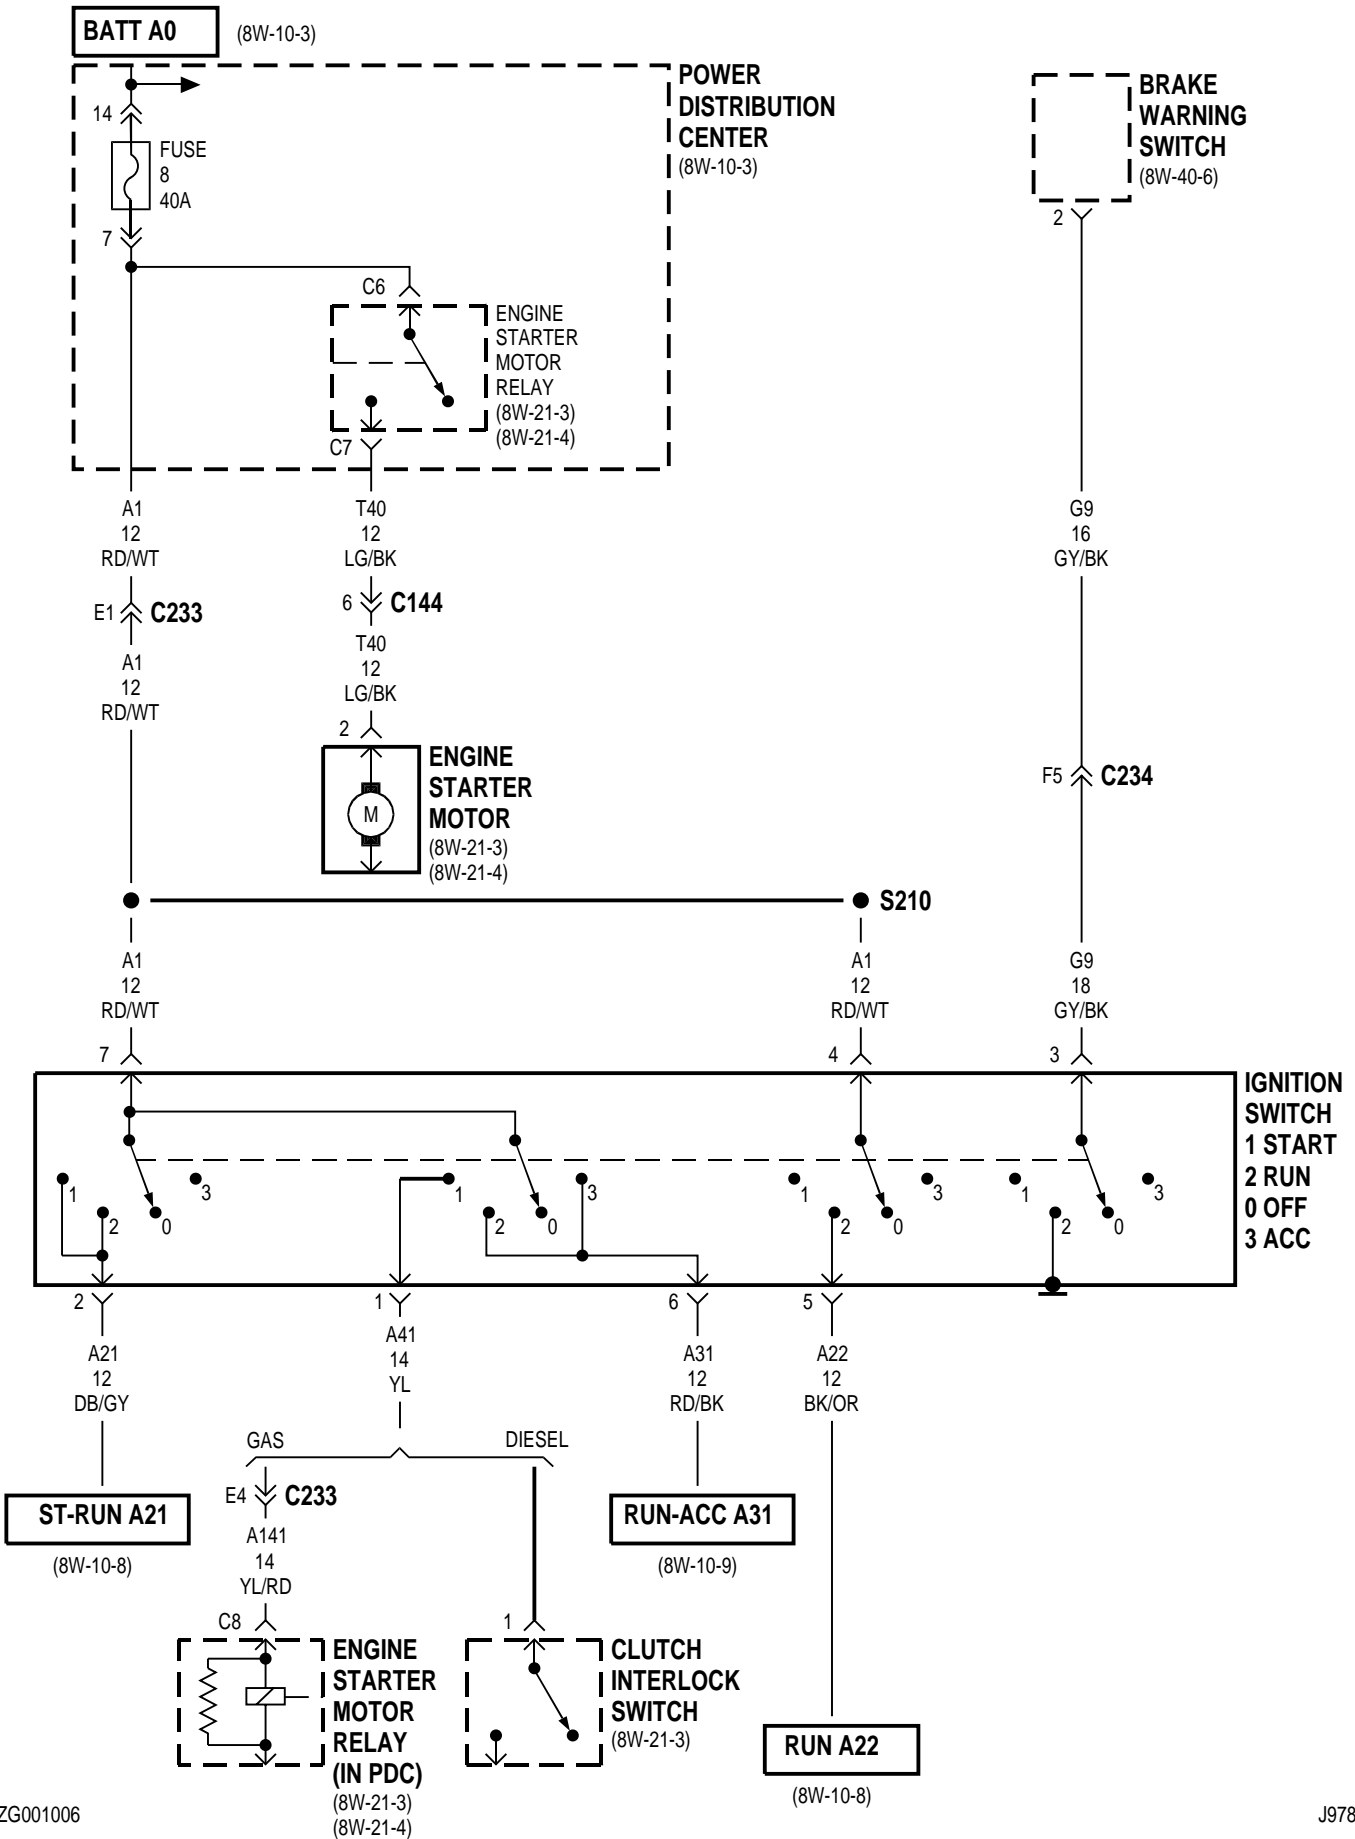 BATT A0
(8W-10-3)
POWER
DISTRIBUTION
CENTER
(8W-10-3)
BRAKE
WARNING
SWITCH
(8W-40-6)
14
FUSE
8
40A
7
2
C6
ENGINE
STARTER
MOTOR
RELAY
(8W-21-3)
(8W-21-4)
C7
A1
12
RD/WT
T40
12
LG/BK
G9
16
GY/BK
E1
C233
6
C144
A1
12
RD/WT
T40
12
LG/BK
2
ENGINE
STARTER
MOTOR
(8W-21-3)
(8W-21-4)
M
F5
C234
S210
A1
12
RD/WT
A1
12
RD/WT
G9
18
GY/BK
7
4
3
IGNITION
SWITCH
1 START
2 RUN
0 OFF
3 ACC
1
2
0
3
1
2
0
3
1
2
0
3
1
2
0
3
2
1
6
5
A21
12
DB/GY
A41
14
YL
A31
12
RD/BK
A22
12
BK/OR
GAS
DIESEL
E4
C233
ST-RUN A21
(8W-10-8)
RUN-ACC A31
(8W-10-9)
A141
14
YL/RD
C8
1
ENGINE
STARTER
MOTOR
RELAY
(IN PDC)
(8W-21-3)
(8W-21-4)
CLUTCH
INTERLOCK
SWITCH
(8W-21-3)
RUN A22
(8W-10-8)
ZG001006
J978